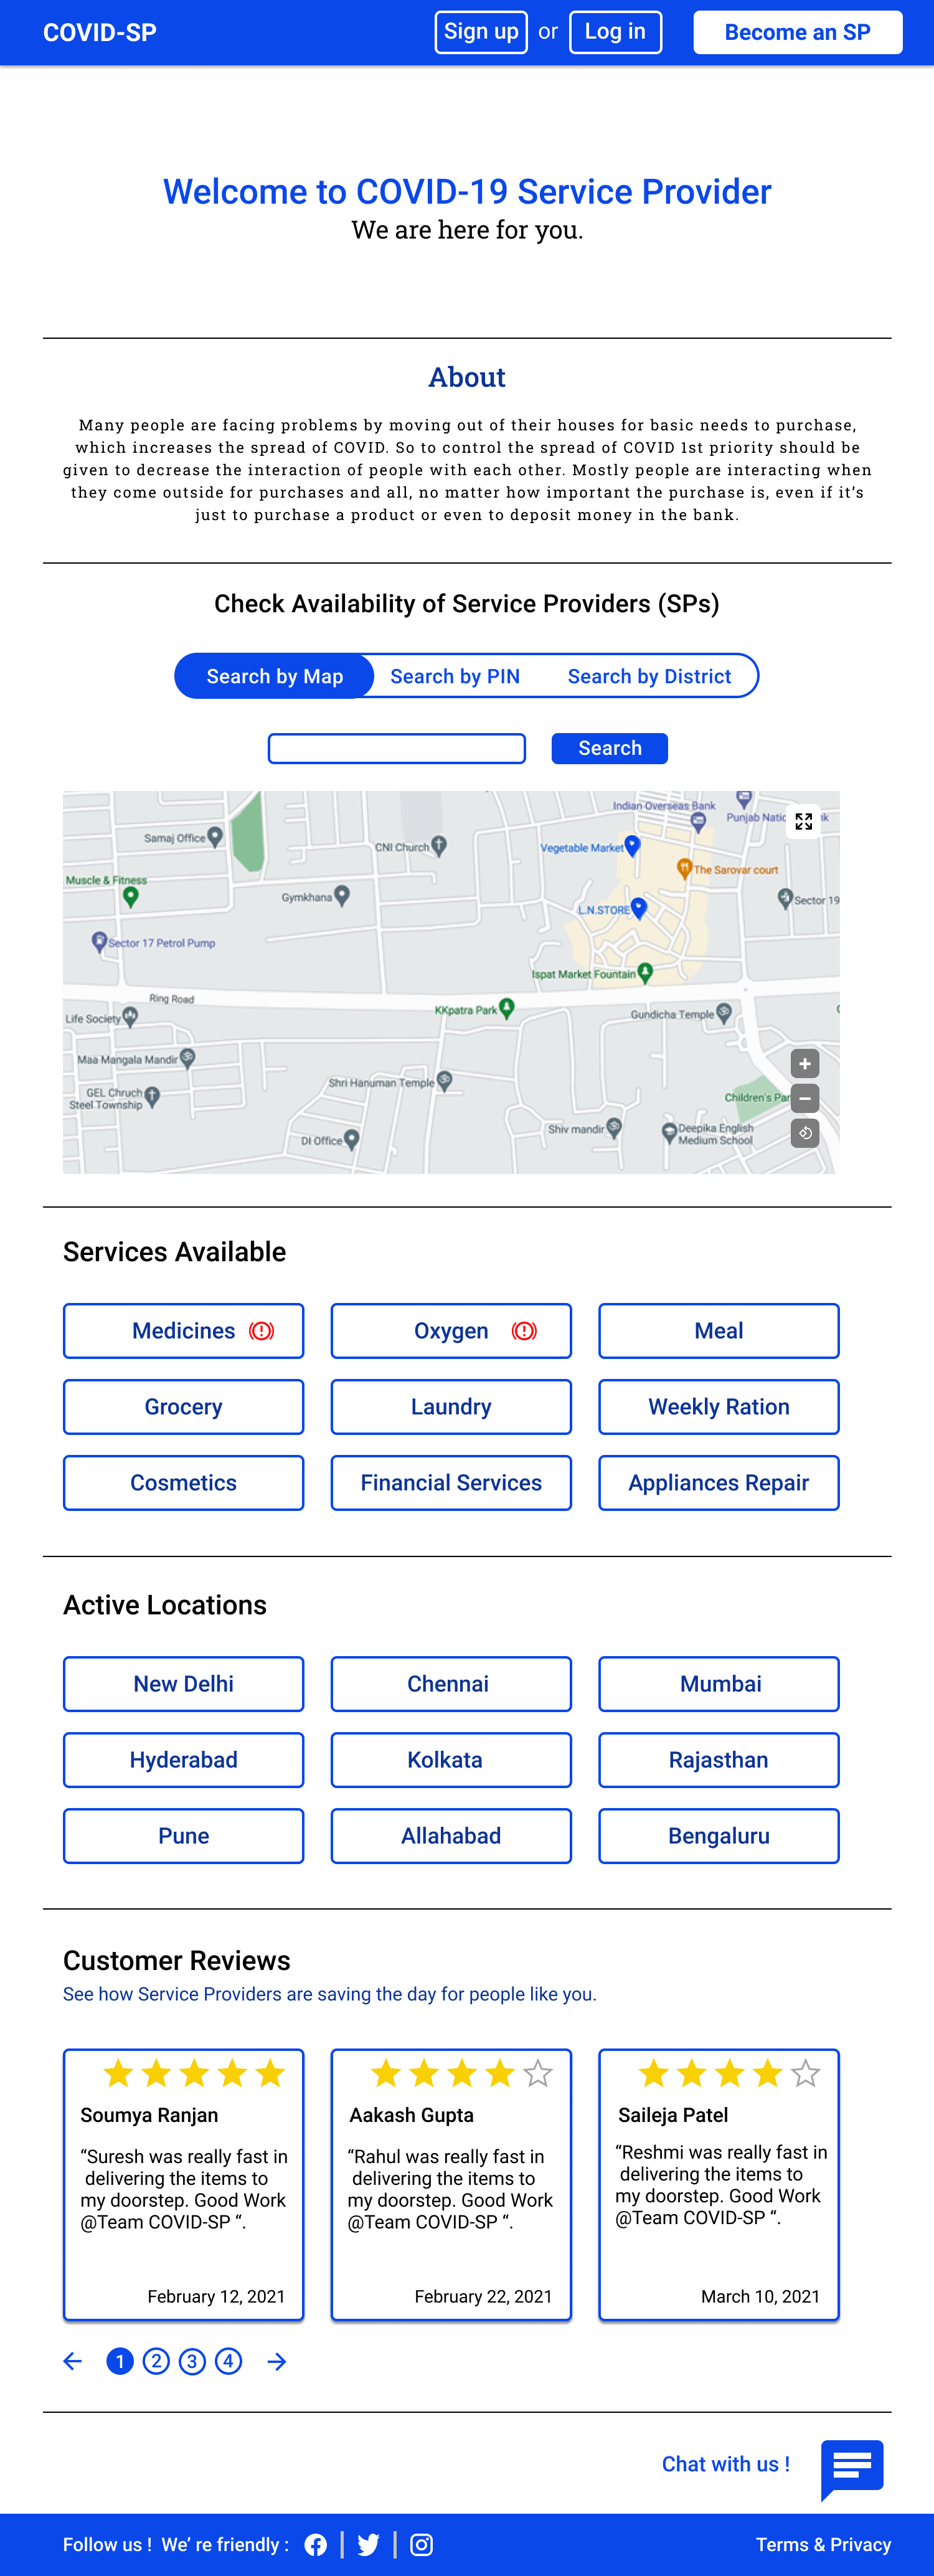 COVID-SP
Sign up or Log in
Become an SP
Welcome to COVID-19 Service Provider
We are here for you.
About
Many people are facing problems by moving out of their houses for basic needs to purchase,
which increases the spread of COVID. So to control the spread of COVID 1st priority should be
given to decrease the interaction of people with each other. Mostly people are interacting when
they come outside for purchases and all, no matter how important the purchase is, even if it’s
just to purchase a product or even to deposit money in the bank.
Check Availability of Service Providers (SPs)
Search by Map Search by PIN Search by District
Search
Indian Overseas Bank
Punjab
Samaj Office
CNI Church
Vegetable Market
The Sarovar court
Muscle & Fitness
Gymkhana
Sector 19
L.N.STORE
Sector 17 Petrol Pump
Ispat Market Fountain
Ring Road
KKpatra Park
Life Society
Gundicha Temple
Maa Mangala Mandir
Shri Hanuman Temple
GEL Chruch
Steel Township
Children's
Shiv mandir
Deepika English
Medium School
DI Office
Services Available
Medicines Oxygen Meal
Grocery Laundry Weekly Ration
Cosmetics Financial Services Appliances Repair
Active Locations
New Delhi Chennai Mumbai
Hyderabad Kolkata Rajasthan
Pune Allahabad Bengaluru
Customer Reviews
See how Service Providers are saving the day for people like you.
Soumya Ranjan
“Suresh was really fast in
delivering the items to
my doorstep. Good Work
@Team COVID-SP “.
February 12, 2021
Aakash Gupta
“Rahul was really fast in
delivering the items to
my doorstep. Good Work
@Team COVID-SP “.
February 22, 2021
Saileja Patel
“Reshmi was really fast in
delivering the items to
my doorstep. Good Work
@Team COVID-SP “.
March 10, 2021
1 2 3 4
Chat with us !
Follow us ! We’ re friendly :
Terms & Privacy